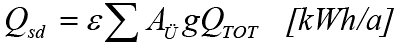 Q_sd = ε∑ A_Ü g Q_TOT [kWh/a]